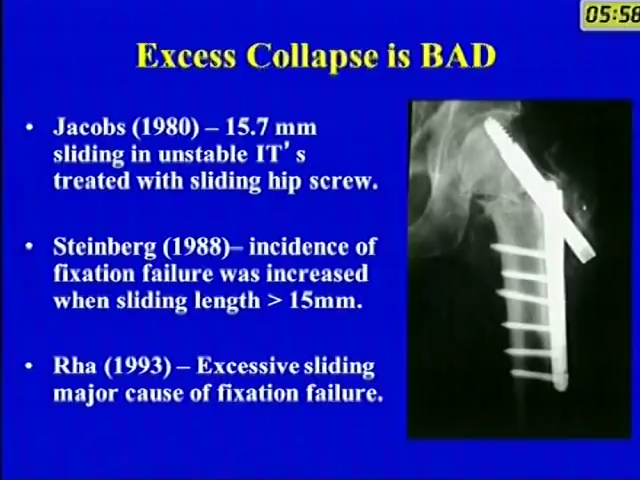 05:58
Excess Collapse is BAD
• Jacobs (1980) – 15.7 mm
sliding in unstable IT's
treated with sliding hip screw.
• Steinberg (1988)– incidence of
fixation failure was increased
when sliding length > 15mm.
• Rha (1993) – Excessive sliding
major cause of fixation failure.